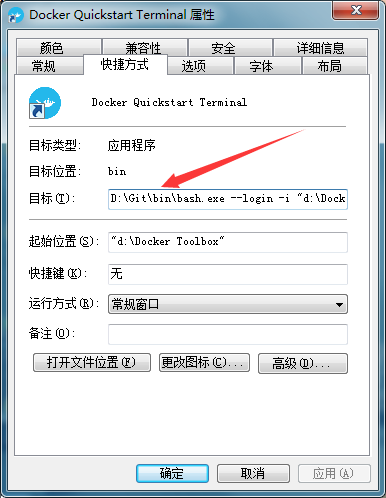 Docker Quickstart Terminal 属性
颜色 兼容性 安全 详细信息
常规 快捷方式 选项 字体 布局
Docker Quickstart Terminal
目标类型: 应用程序
目标位置: bin
目标(T): D:\Git\bin\bash.exe --login -i "d:\Dock
起始位置(S): "d:\Docker Toolbox"
快捷键(K): 无
运行方式(R): 常规窗口
备注(O):
打开文件位置(F) 更改图标(C)... 高级(D)...
确定 取消 应用(A)